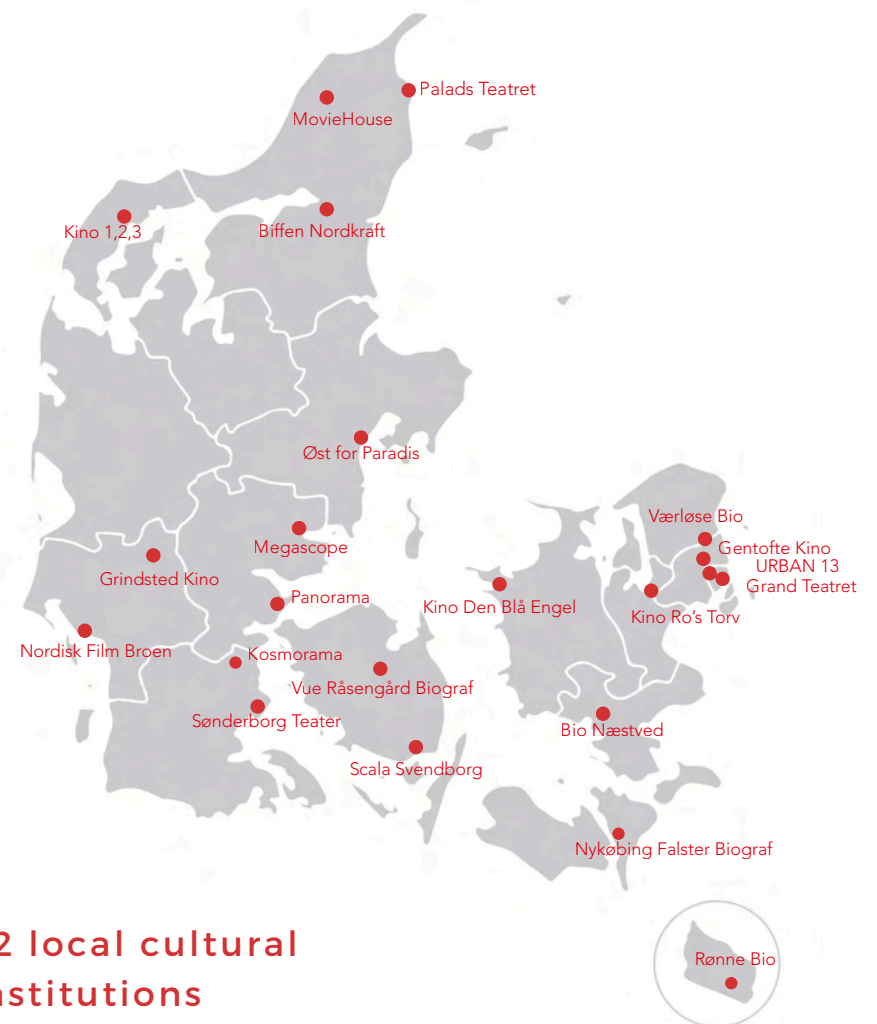 Palads Teatret
MovieHouse
Kino 1,2,3
Biffen Nordkraft
Øst for Paradis
Værløse Bio
Megascope
Gentofte Kino
URBAN 13
Grindsted Kino
Grand Teatret
Panorama
Kino Den Blå Engel
Kino Ro's Torv
Nordisk Film Broen
Kosmorama
Vue Råsengård Biograf
Sønderborg Teater
Bio Næstved
Scala Svendborg
Nykøbing Falster Biograf
2 local cultural
nstitutions
Rønne Bio